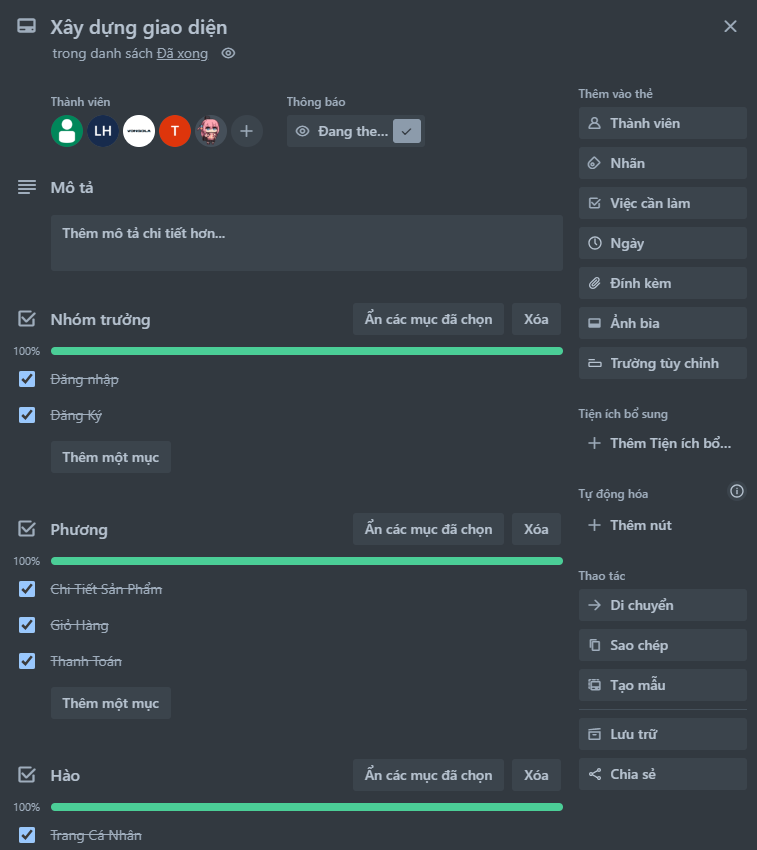 Xây dựng giao diện
trong danh sách Đã xong
Thành viên
LH
VONGOLA
T
Thông báo
Đang the...
Mô tả
Thêm mô tả chi tiết hơn...
Nhóm trưởng
Ẩn các mục đã chọn
Xóa
100%
Đăng nhập
Đăng Ký
Thêm một mục
Phương
Ẩn các mục đã chọn
Xóa
100%
Chi Tiết Sản Phẩm
Giỏ Hàng
Thanh Toán
Thêm một mục
Hào
Ẩn các mục đã chọn
Xóa
100%
Trang Cá Nhân
Thêm vào thẻ
Thành viên
Nhãn
Việc cần làm
Ngày
Đính kèm
Ảnh bìa
Trường tùy chỉnh
Tiện ích bổ sung
Thêm Tiện ích bổ...
Tự động hóa
Thêm nút
Thao tác
Di chuyển
Sao chép
Tạo mẫu
Lưu trữ
Chia sẻ